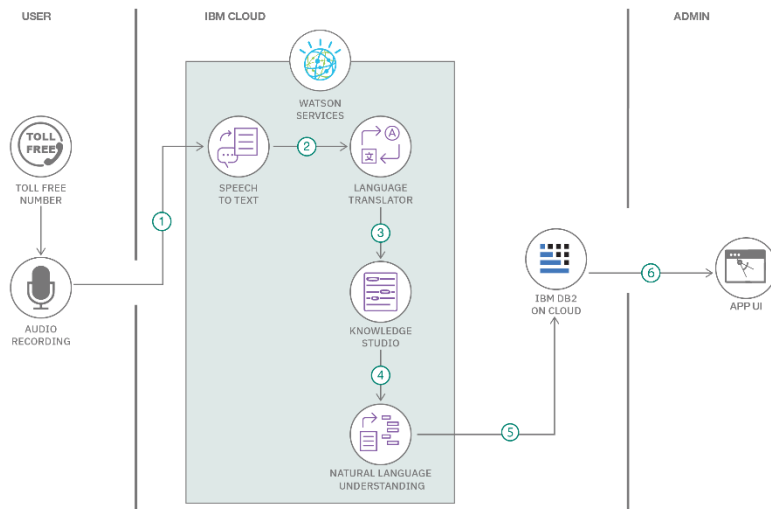 USER
IBM CLOUD
ADMIN
WATSON
SERVICES
TOLL
FREE
TOLL FREE
NUMBER
1
SPEECH
TO TEXT
2
A
文
LANGUAGE
TRANSLATOR
3
AUDIO
RECORDING
KNOWLEDGE
STUDIO
4
NATURAL LANGUAGE
UNDERSTANDING
5
IBM DB2
ON CLOUD
6
APP UI